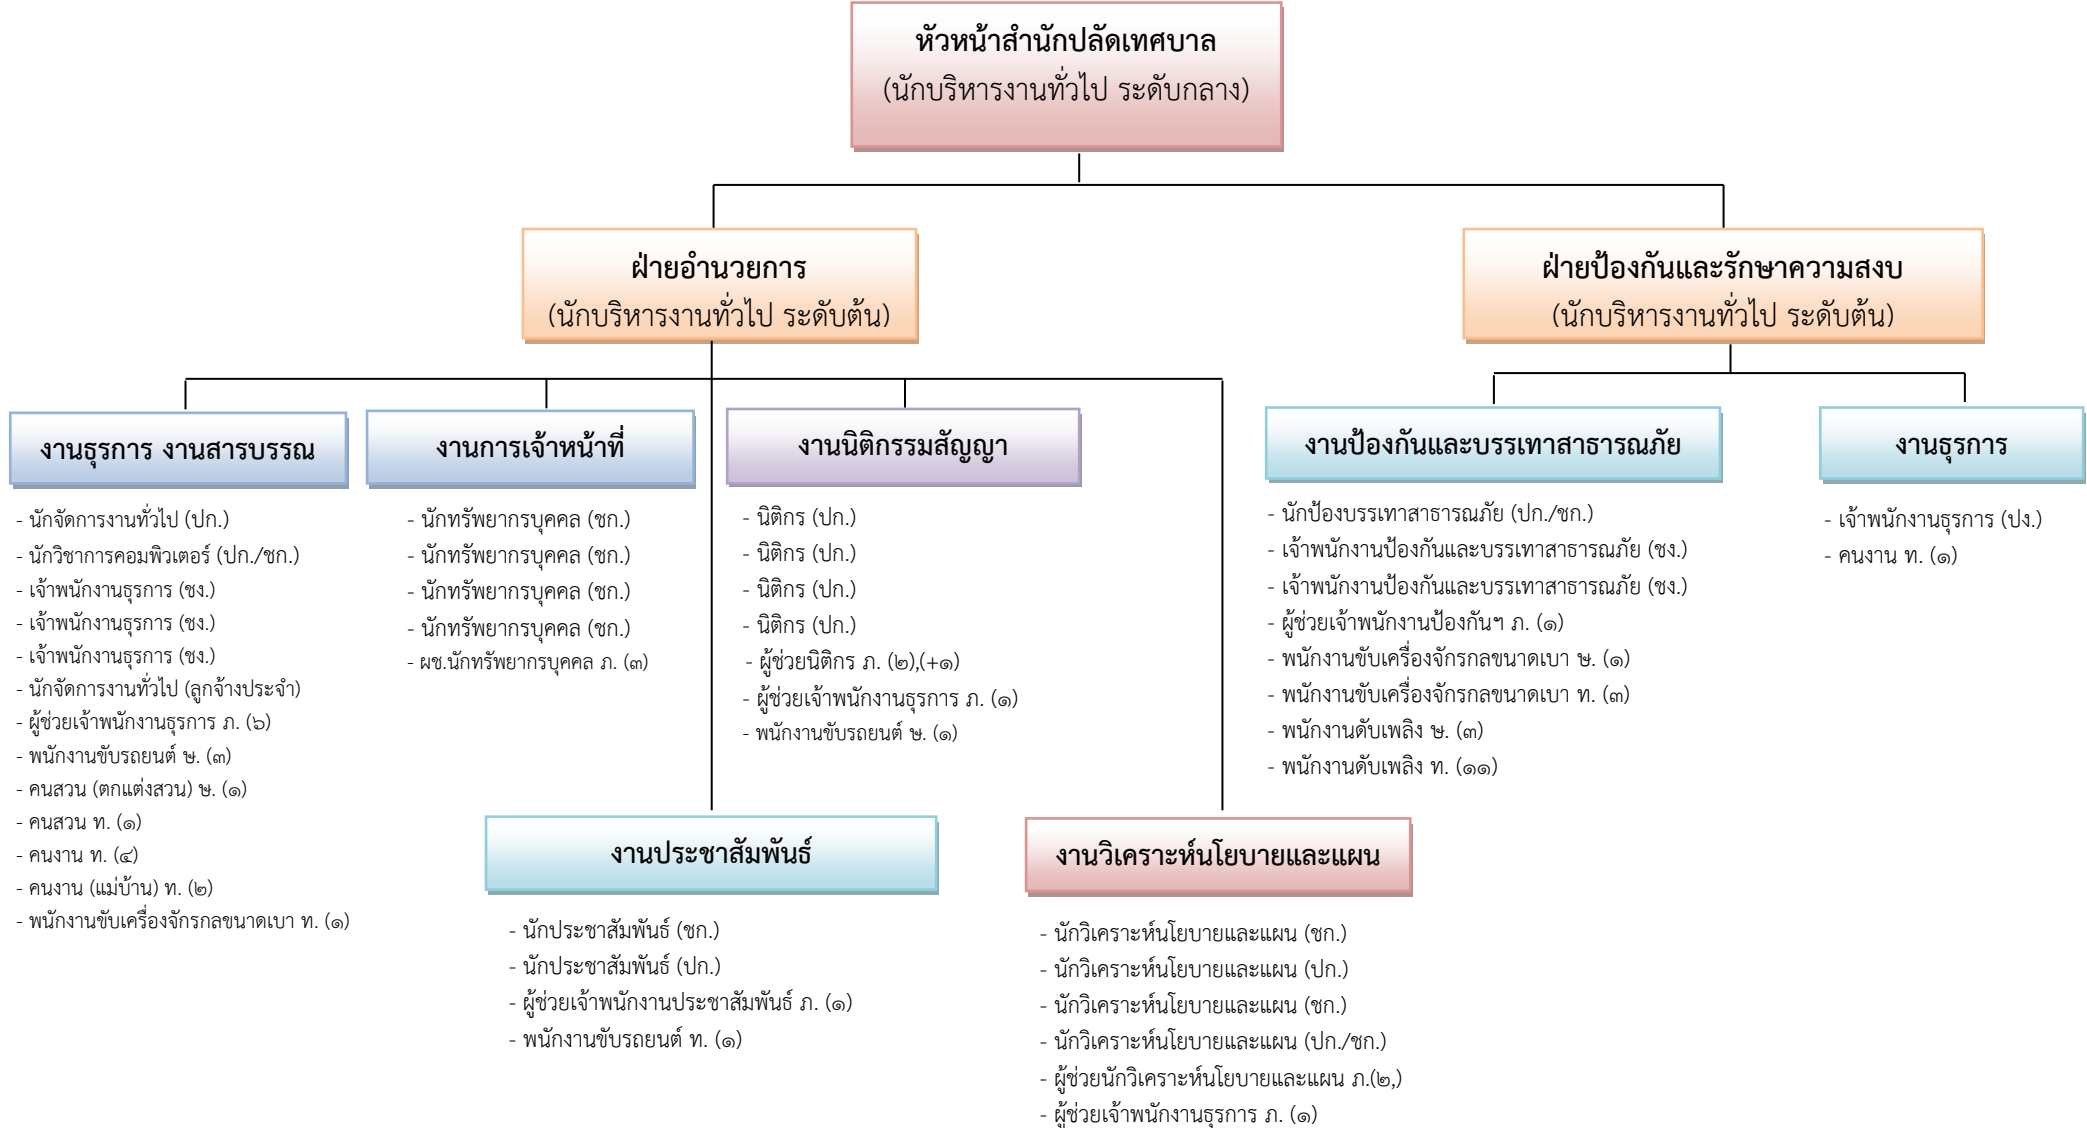 หัวหน้าสำนักปลัดเทศบาล
(นักบริหารงานทั่วไป ระดับกลาง)
ฝ่ายอำนวยการ
(นักบริหารงานทั่วไป ระดับต้น)
ฝ่ายป้องกันและรักษาความสงบ
(นักบริหารงานทั่วไป ระดับต้น)
งานธุรการ งานสารบรรณ
- นักจัดการงานทั่วไป (ปก.)
- นักวิชาการคอมพิวเตอร์ (ปก./ชก.)
- เจ้าพนักงานธุรการ (ชง.)
- เจ้าพนักงานธุรการ (ชง.)
- เจ้าพนักงานธุรการ (ชง.)
- นักจัดการงานทั่วไป (ลูกจ้างประจำ)
- ผู้ช่วยเจ้าพนักงานธุรการ ภ. (๖)
- พนักงานขับรถยนต์ ษ. (๓)
- คนสวน (ตกแต่งสวน) ษ. (๑)
- คนสวน ท. (๑)
- คนงาน ท. (๔)
- คนงาน (แม่บ้าน) ท. (๒)
- พนักงานขับเครื่องจักรกลขนาดเบา ท. (๑)
งานการเจ้าหน้าที่
- นักทรัพยากรบุคคล (ชก.)
- นักทรัพยากรบุคคล (ชก.)
- นักทรัพยากรบุคคล (ชก.)
- นักทรัพยากรบุคคล (ชก.)
- ผช.นักทรัพยากรบุคคล ภ. (๓)
งานนิติกรรมสัญญา
- นิติกร (ปก.)
- นิติกร (ปก.)
- นิติกร (ปก.)
- นิติกร (ปก.)
- ผู้ช่วยนิติกร ภ. (๒),(+๑)
- ผู้ช่วยเจ้าพนักงานธุรการ ภ. (๑)
- พนักงานขับรถยนต์ ษ. (๑)
งานป้องกันและบรรเทาสาธารณภัย
- นักป้องบรรเทาสาธารณภัย (ปก./ชก.)
- เจ้าพนักงานป้องกันและบรรเทาสาธารณภัย (ชง.)
- เจ้าพนักงานป้องกันและบรรเทาสาธารณภัย (ชง.)
- ผู้ช่วยเจ้าพนักงานป้องกันฯ ภ. (๑)
- พนักงานขับเครื่องจักรกลขนาดเบา ษ. (๑)
- พนักงานขับเครื่องจักรกลขนาดเบา ท. (๓)
- พนักงานดับเพลิง ษ. (๓)
- พนักงานดับเพลิง ท. (๑๑)
งานธุรการ
- เจ้าพนักงานธุรการ (ปง.)
- คนงาน ท. (๑)
งานประชาสัมพันธ์
- นักประชาสัมพันธ์ (ชก.)
- นักประชาสัมพันธ์ (ปก.)
- ผู้ช่วยเจ้าพนักงานประชาสัมพันธ์ ภ. (๑)
- พนักงานขับรถยนต์ ท. (๑)
งานวิเคราะห์นโยบายและแผน
- นักวิเคราะห์นโยบายและแผน (ชก.)
- นักวิเคราะห์นโยบายและแผน (ปก.)
- นักวิเคราะห์นโยบายและแผน (ชก.)
- นักวิเคราะห์นโยบายและแผน (ปก./ชก.)
- ผู้ช่วยนักวิเคราะห์นโยบายและแผน ภ.(๒,)
- ผู้ช่วยเจ้าพนักงานธุรการ ภ. (๑)